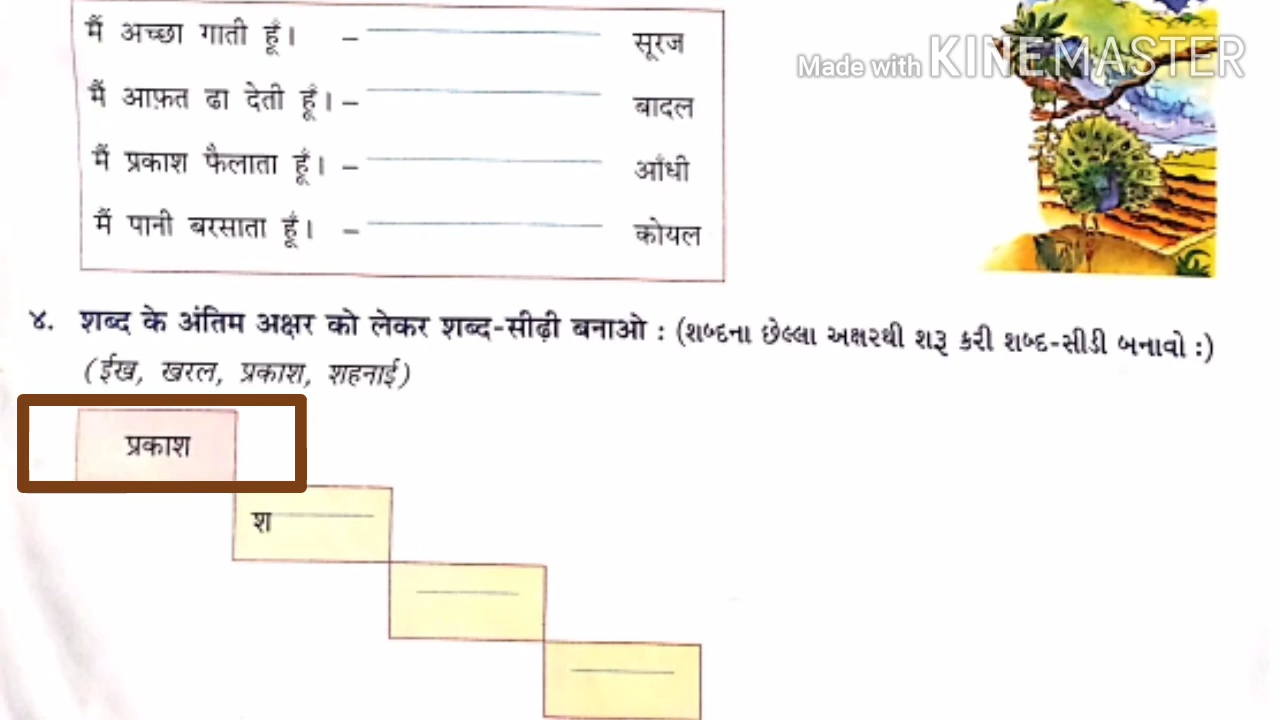 मैं अच्छा गाती हूँ। – सूरज
Made with KINEMASTER
मैं आफ़त ढा देती हूँ। – बादल
मैं प्रकाश फैलाता हूँ। – आँधी
मैं पानी बरसाता हूँ। – कोयल
४. शब्द के अंतिम अक्षर को लेकर शब्द-सीढ़ी बनाओ : (શબ્દના છેલ્લા અક્ષરથી શરૂ કરી શબ્દ-સીડી બનાવો :)
(ईख, खरल, प्रकाश, शहनाई)
प्रकाश
श